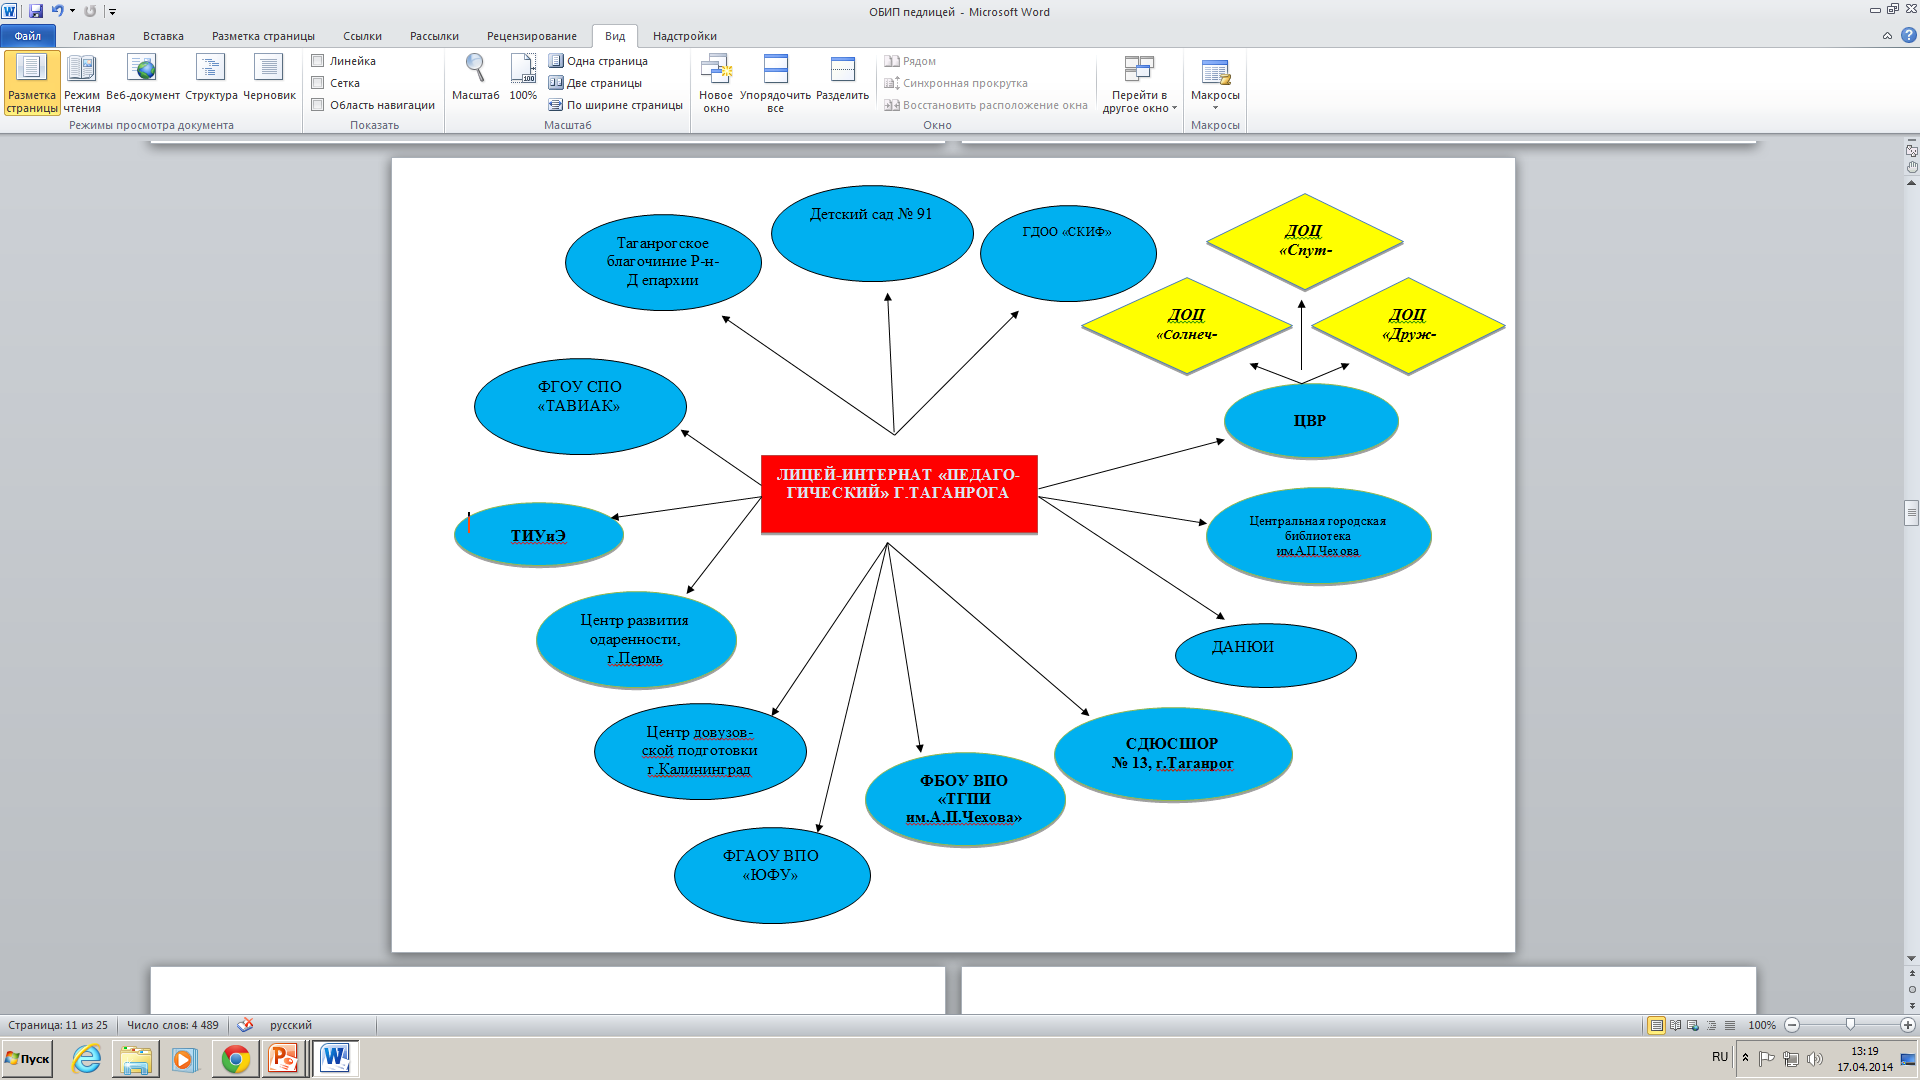 ОБИП педлицей - Microsoft Word
Файл
Главная
Вставка
Разметка страницы
Ссылки
Рассылки
Рецензирование
Вид
Надстройки
Разметка
страницы
Режим
чтения
Веб-документ
Структура
Черновик
Режимы просмотра документа
Линейка
Сетка
Область навигации
Показать
Масштаб
100%
Одна страница
Две страницы
По ширине страницы
Масштаб
Новое
окно
Упорядочить
все
Разделить
Рядом
Синхронная прокрутка
Восстановить расположение окна
Окно
Перейти в
другое окно
Макросы
Макросы
Таганрогское
благочиние Р-н-
Д епархии
Детский сад № 91
ГДОО «СКИФ»
ДОЦ
«Спут-
ДОЦ
«Солнеч-
ДОЦ
«Друж-
ФГОУ СПО
«ТАВИАК»
ЦВР
ЛИЦЕЙ-ИНТЕРНАТ «ПЕДАГО-
ГИЧЕСКИЙ» Г.ТАГАНРОГА
ТИУиЭ
Центральная городская
библиотека
им.А.П.Чехова
Центр развития
одаренности,
г.Пермь
ДАНЮИ
Центр довузов-
ской подготовки
г.Калининград
СДЮСШОР
№ 13, г.Таганрог
ФБОУ ВПО
«ТГПИ
им.А.П.Чехова»
ФГАОУ ВПО
«ЮФУ»
Страница: 11 из 25
Число слов: 4 489
русский
100%
Пуск
RU
13:19
17.04.2014